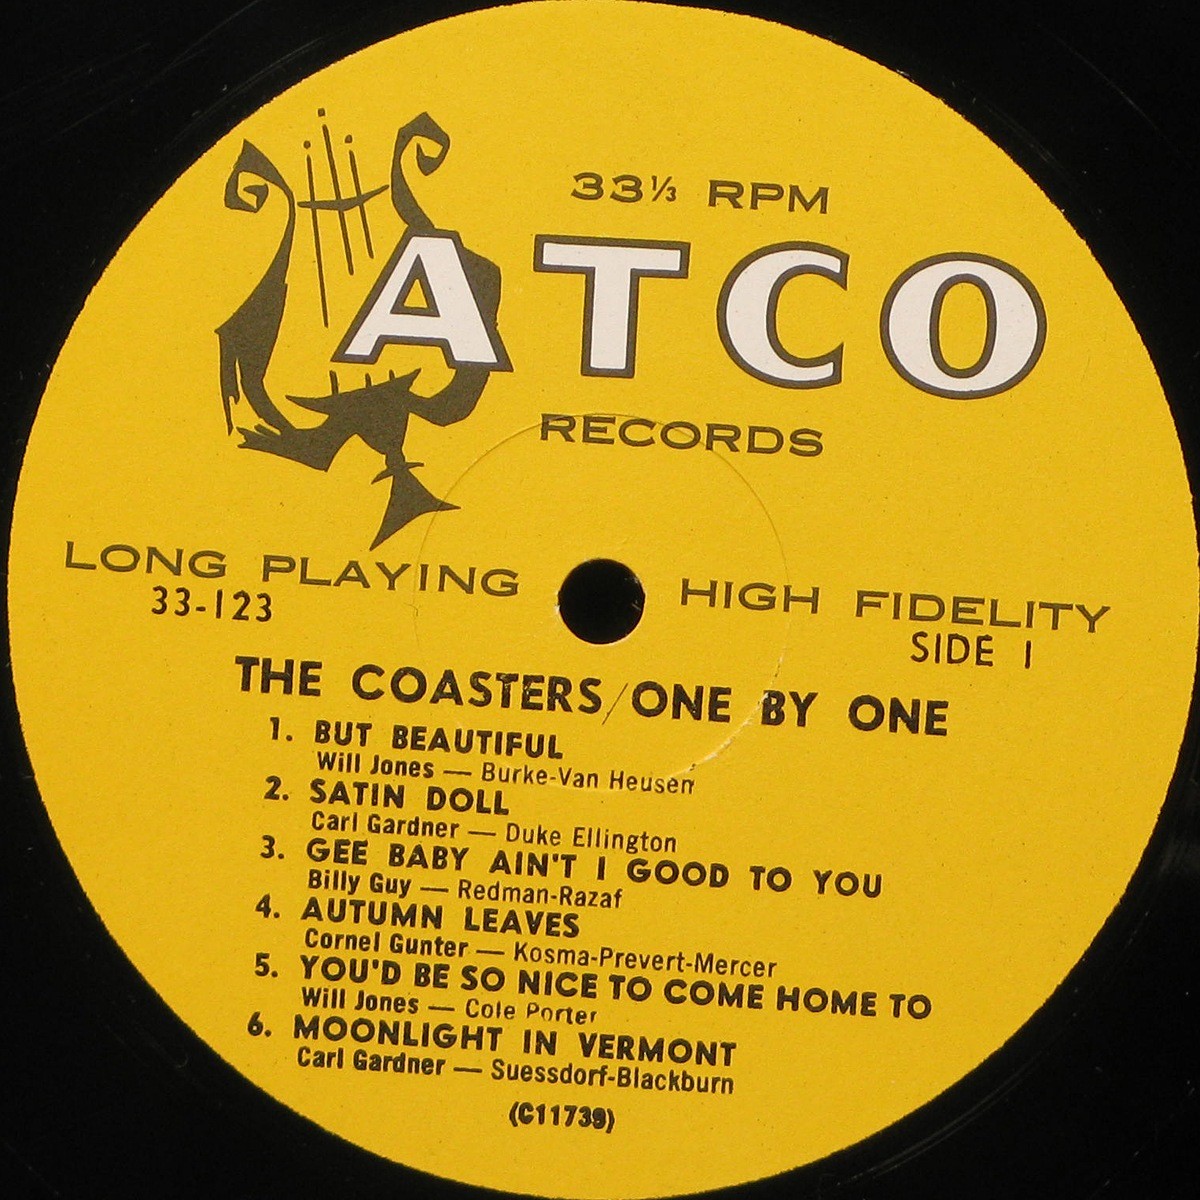 33⅓ RPM
ATCO
RECORDS
LONG PLAYING HIGH FIDELITY
33-123 SIDE 1
THE COASTERS/ONE BY ONE
1. BUT BEAUTIFUL
Will Jones — Burke-Van Heusen
2. SATIN DOLL
Carl Gardner — Duke Ellington
3. GEE BABY AIN'T I GOOD TO YOU
Billy Guy — Redman-Razaf
4. AUTUMN LEAVES
Cornel Gunter — Kosma-Prevert-Mercer
5. YOU'D BE SO NICE TO COME HOME TO
Will Jones — Cole Porter
6. MOONLIGHT IN VERMONT
Carl Gardner — Suessdorf-Blackburn
(C11739)